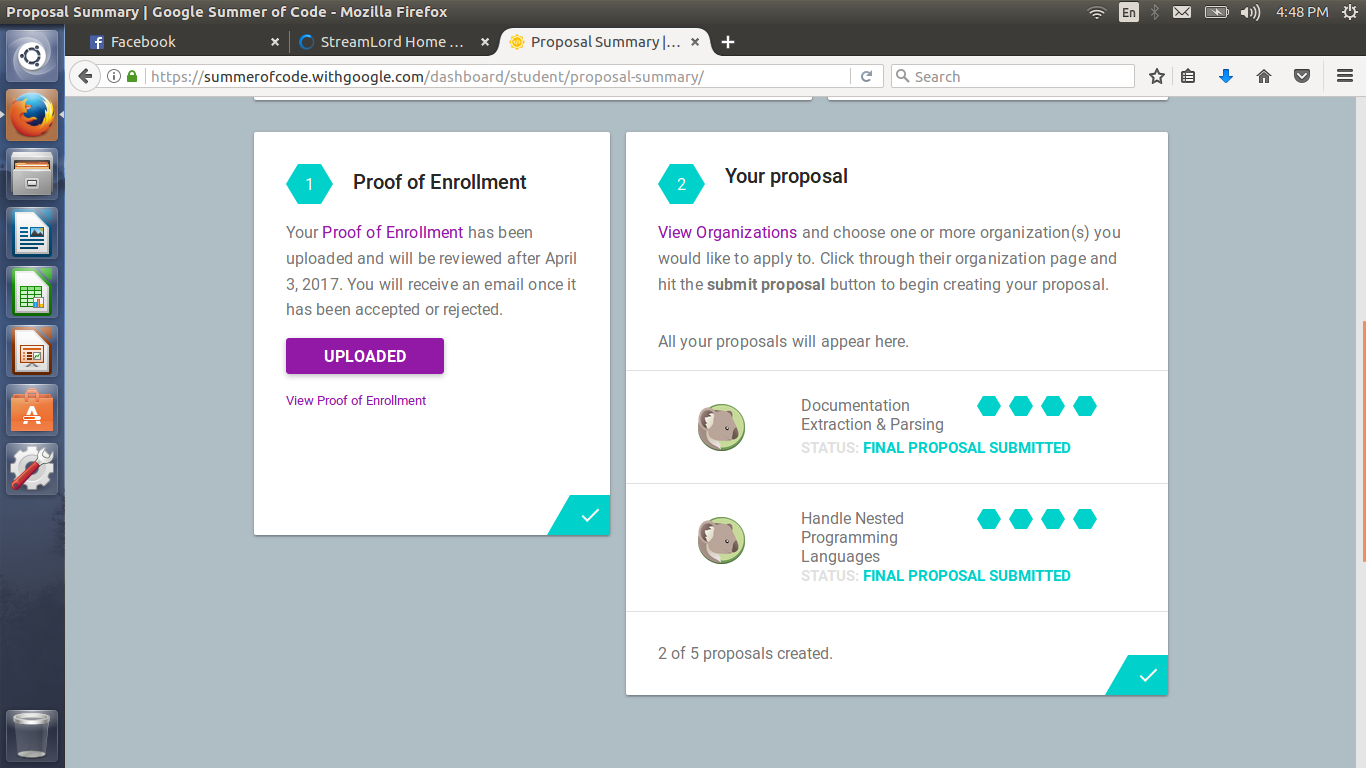 Proposal Summary | Google Summer of Code - Mozilla Firefox
En
4:48 PM
Facebook
StreamLord Home ...
Proposal Summary |...
https://summerofcode.withgoogle.com/dashboard/student/proposal-summary/
Search
1
Proof of Enrollment
Your Proof of Enrollment has been
uploaded and will be reviewed after April
3, 2017. You will receive an email once it
has been accepted or rejected.
UPLOADED
View Proof of Enrollment
2
Your proposal
View Organizations and choose one or more organization(s) you
would like to apply to. Click through their organization page and
hit the submit proposal button to begin creating your proposal.
All your proposals will appear here.
Documentation
Extraction & Parsing
STATUS: FINAL PROPOSAL SUBMITTED
Handle Nested
Programming
Languages
STATUS: FINAL PROPOSAL SUBMITTED
2 of 5 proposals created.